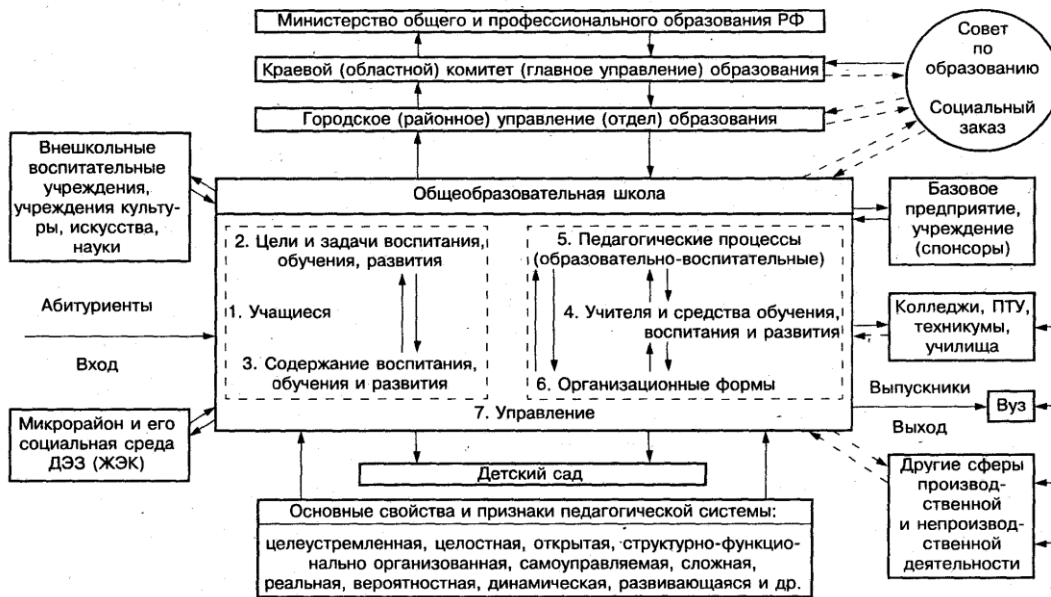 Министерство общего и профессионального образования РФ
Краевой (областной) комитет (главное управление) образования
Городское (районное) управление (отдел) образования
Совет
по
образованию
Социальный
заказ
Внешкольные
воспитательные
учреждения,
учреждения культу-
ры, искусства,
науки
Общеобразовательная школа
2. Цели и задачи воспитания,
обучения, развития
1. Учащиеся
3. Содержание воспитания,
обучения и развития
5. Педагогические процессы
(образовательно-воспитательные)
4. Учителя и средства обучения,
воспитания и развития
6. Организационные формы
7. Управление
Базовое
предприятие,
учреждение
(спонсоры)
Абитуриенты
Вход
Колледжи, ПТУ,
техникумы,
училища
Выпускники
Вуз
Выход
Микрорайон и его
социальная среда
ДЭЗ (ЖЭК)
Другие сферы
производ-
ственной
и непроизвод-
ственной
деятельности
Детский сад
Основные свойства и признаки педагогической системы:
целеустремленная, целостная, открытая, структурно-функцио-
нально организованная, самоуправляемая, сложная,
реальная, вероятностная, динамическая, развивающаяся и др.